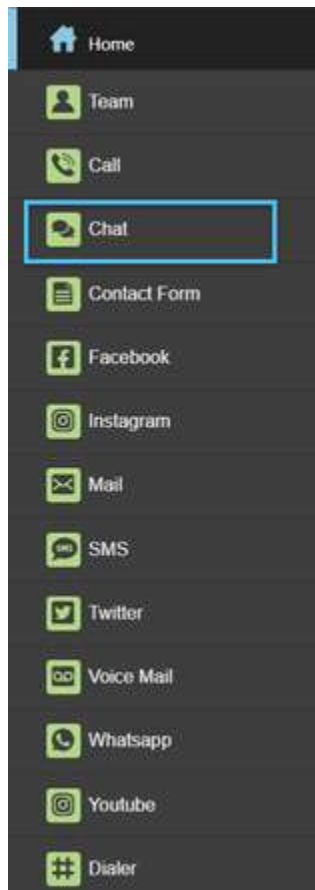 Home
Team
Call
Chat
Contact Form
Facebook
Instagram
Mail
SMS
Twitter
Voice Mail
Whatsapp
Youtube
Dialer